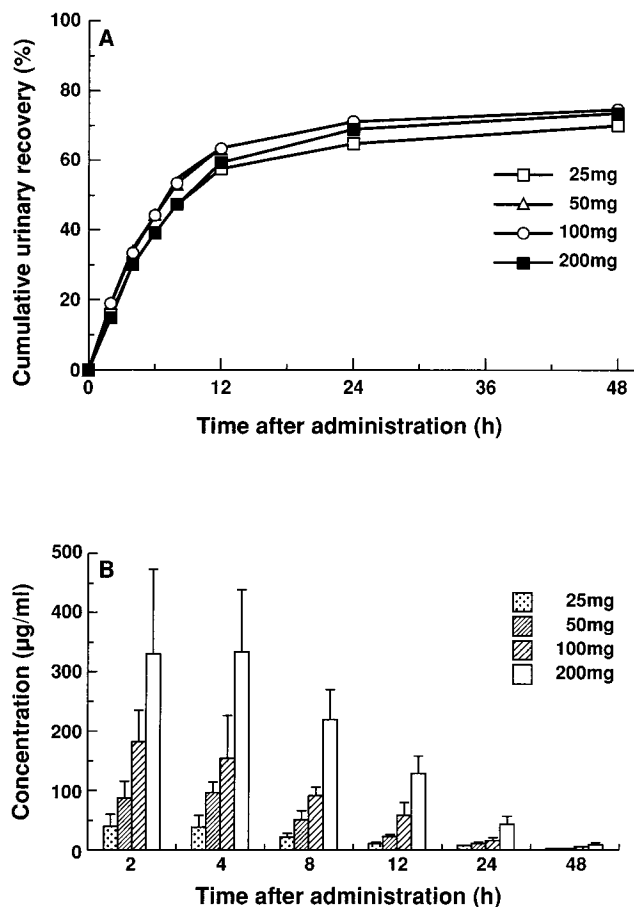 A
Cumulative urinary recovery (%)
100
80
60
40
20
0
25mg
50mg
100mg
200mg
0 12 24 36 48
Time after administration (h)
B
Concentration (µg/ml)
500
400
300
200
100
0
25mg
50mg
100mg
200mg
2 4 8 12 24 48
Time after administration (h)